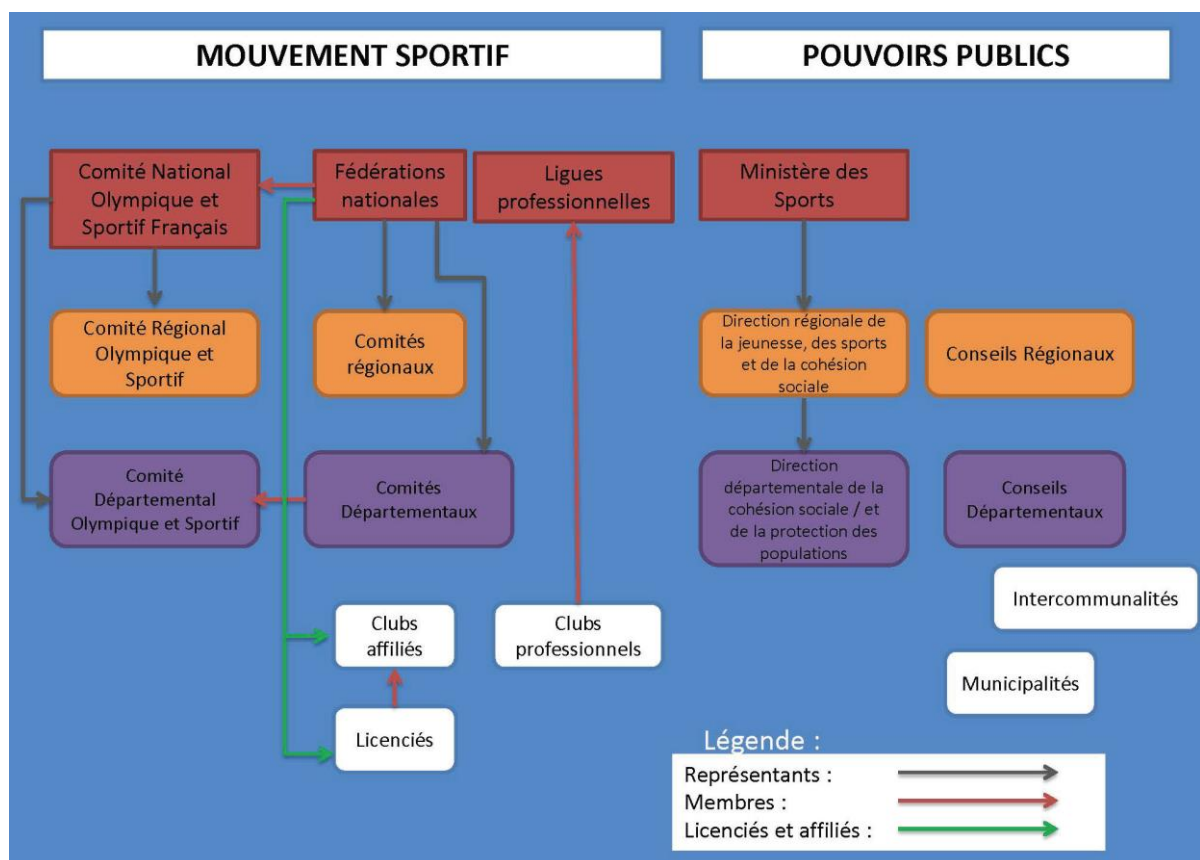 MOUVEMENT SPORTIF
POUVOIRS PUBLICS
Comité National
Olympique et
Sportif Français
Fédérations
nationales
Ligues
professionnelles
Ministère des
Sports
Comité Régional
Olympique et
Sportif
Comités
régionaux
Direction régionale de
la jeunesse, des sports
et de la cohésion
sociale
Conseils Régionaux
Comité
Départemental
Olympique et Sportif
Comités
Départementaux
Direction
départementale de la
cohésion sociale / et
de la protection des
populations
Conseils
Départementaux
Intercommunalités
Clubs
affiliés
Clubs
professionnels
Municipalités
Licenciés
Légende :
Représentants :
Membres :
Licenciés et affiliés :